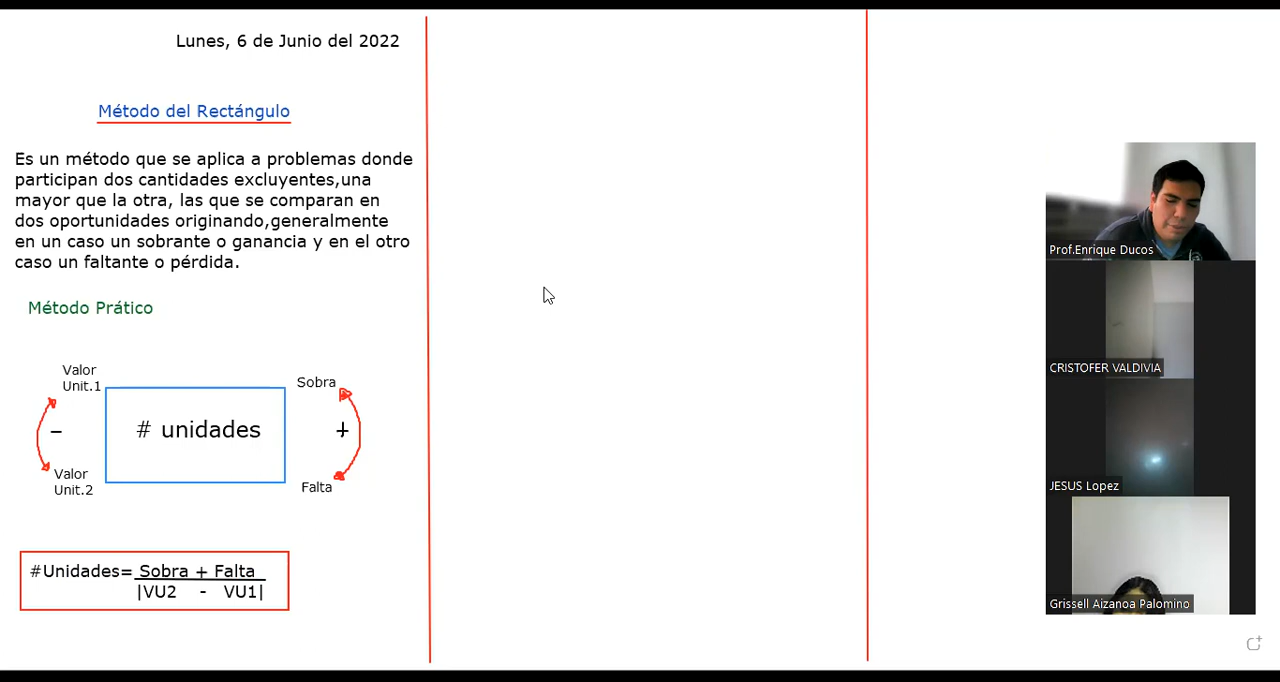 Lunes, 6 de Junio del 2022
Método del Rectángulo
Es un método que se aplica a problemas donde
participan dos cantidades excluyentes,una
mayor que la otra, las que se comparan en
dos oportunidades originando,generalmente
en un caso un sobrante o ganancia y en el otro
caso un faltante o pérdida.
Método Prático
Valor
Unit.1
Sobra
–
# unidades
+
Valor
Unit.2
Falta
#Unidades= Sobra + Falta
|VU2 - VU1|
Prof.Enrique Ducos
CRISTOFER VALDIVIA
JESUS Lopez
Grissell Aizanoa Palomino